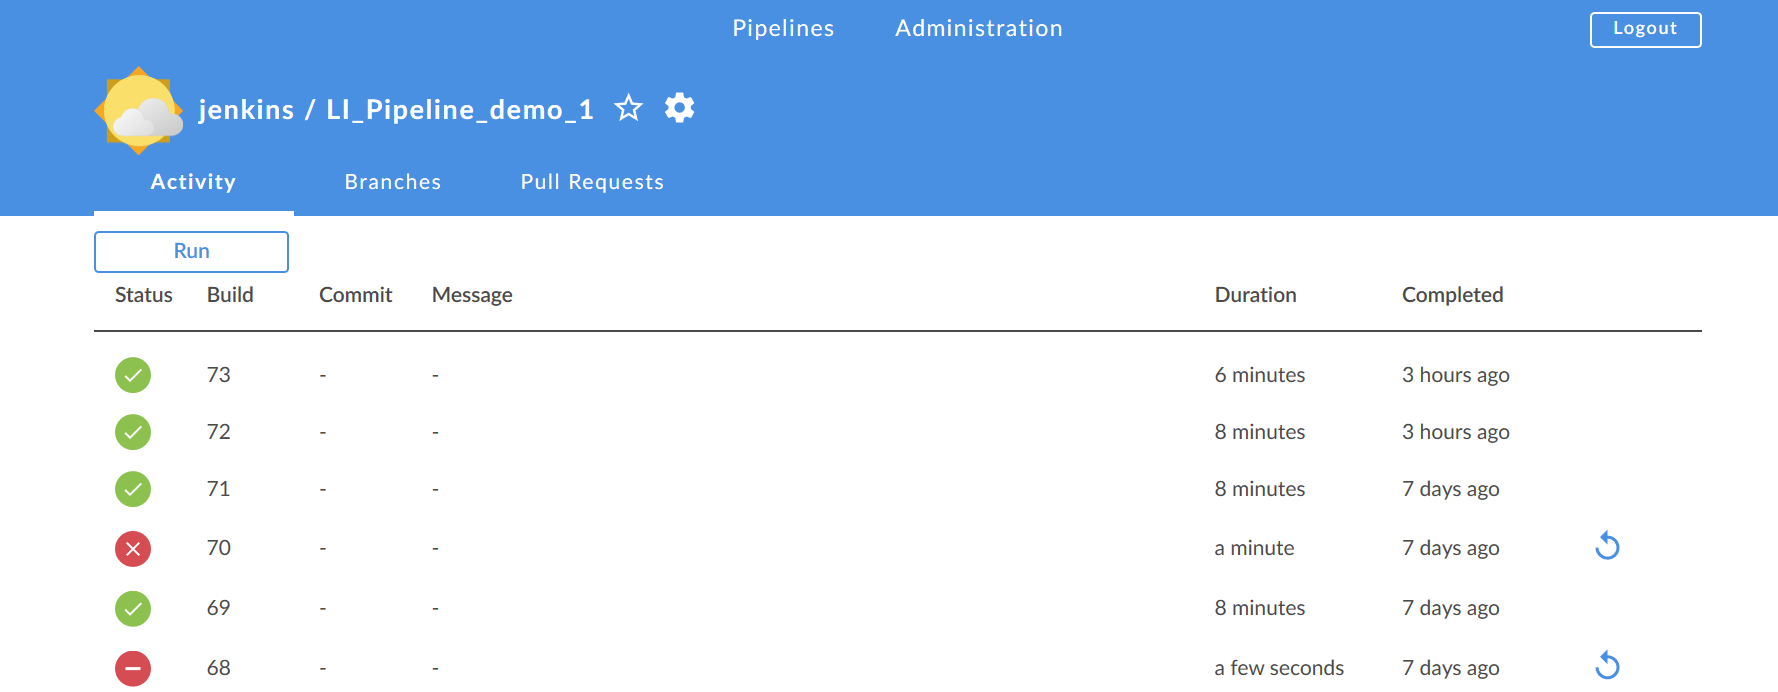 Pipelines Administration Logout
jenkins / LI_Pipeline_demo_1
Activity Branches Pull Requests
Run
Status Build Commit Message Duration Completed
73 - - 6 minutes 3 hours ago
72 - - 8 minutes 3 hours ago
71 - - 8 minutes 7 days ago
70 - - a minute 7 days ago
69 - - 8 minutes 7 days ago
68 - - a few seconds 7 days ago